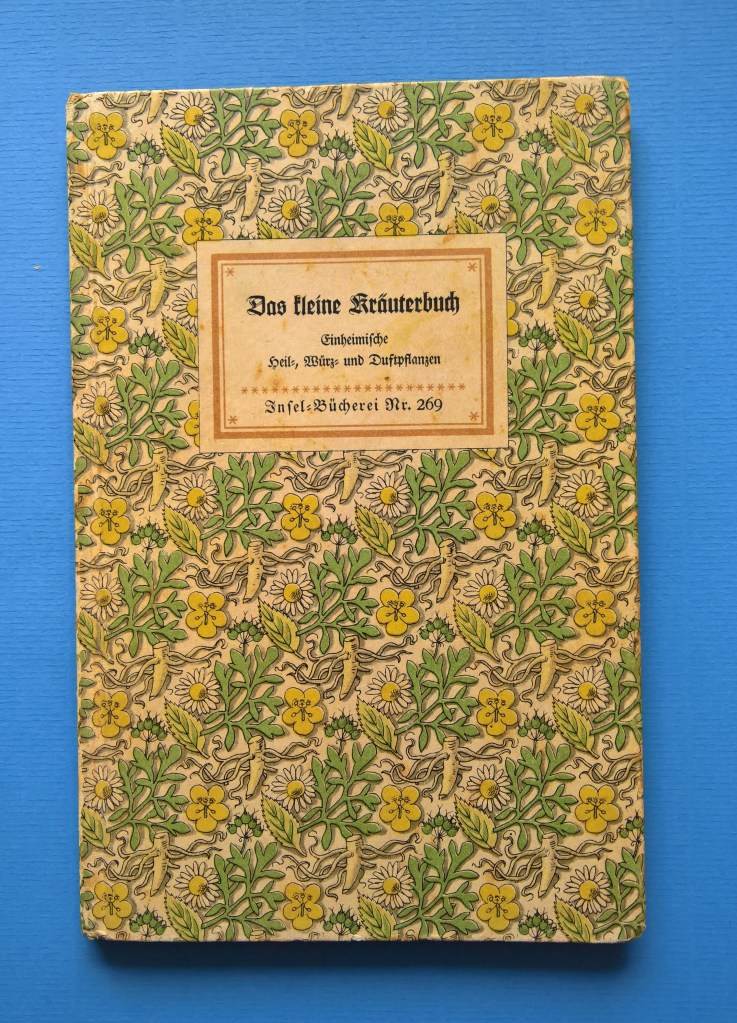 Das kleine Kräuterbuch
Einheimiſche
Heil⸗, Würz⸗ und Duftpflanzen
Inſel⸗Bücherei Nr. 269